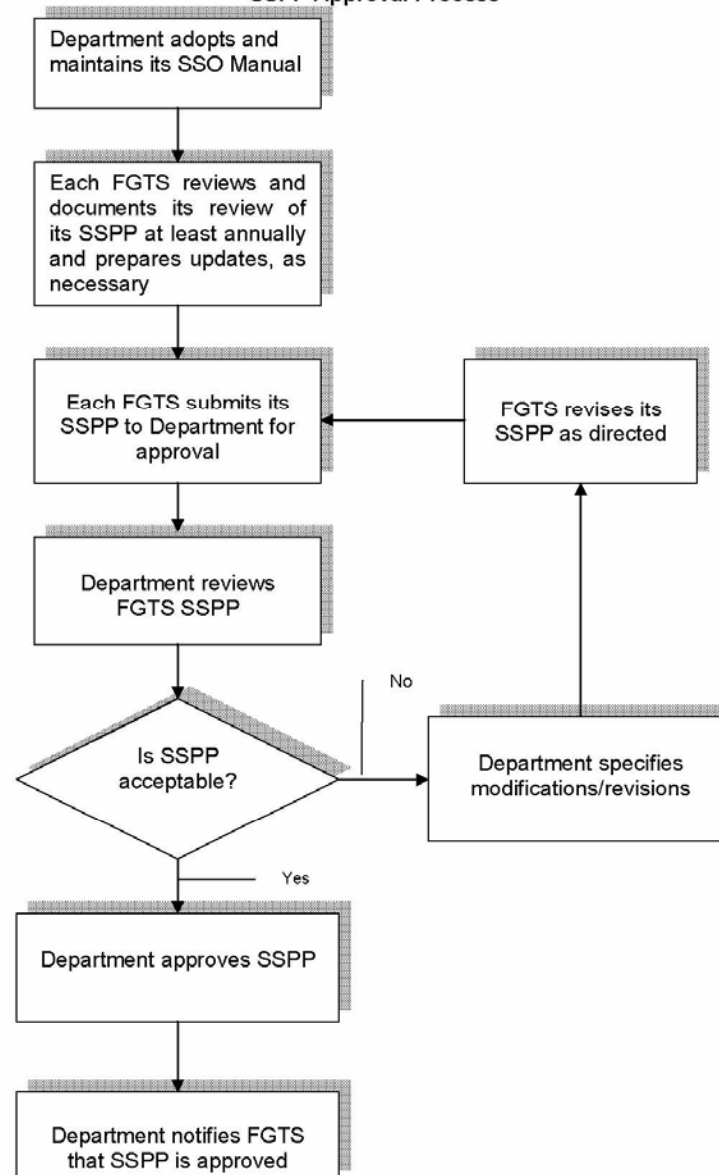 SSPP Approval Process
Department adopts and
maintains its SSO Manual
Each FGTS reviews and
documents its review of
its SSPP at least annually
and prepares updates, as
necessary
Each FGTS submits its
SSPP to Department for
approval
FGTS revises its
SSPP as directed
Department reviews
FGTS SSPP
No
Is SSPP
acceptable?
Department specifies
modifications/revisions
Yes
Department approves SSPP
Department notifies FGTS
that SSPP is approved